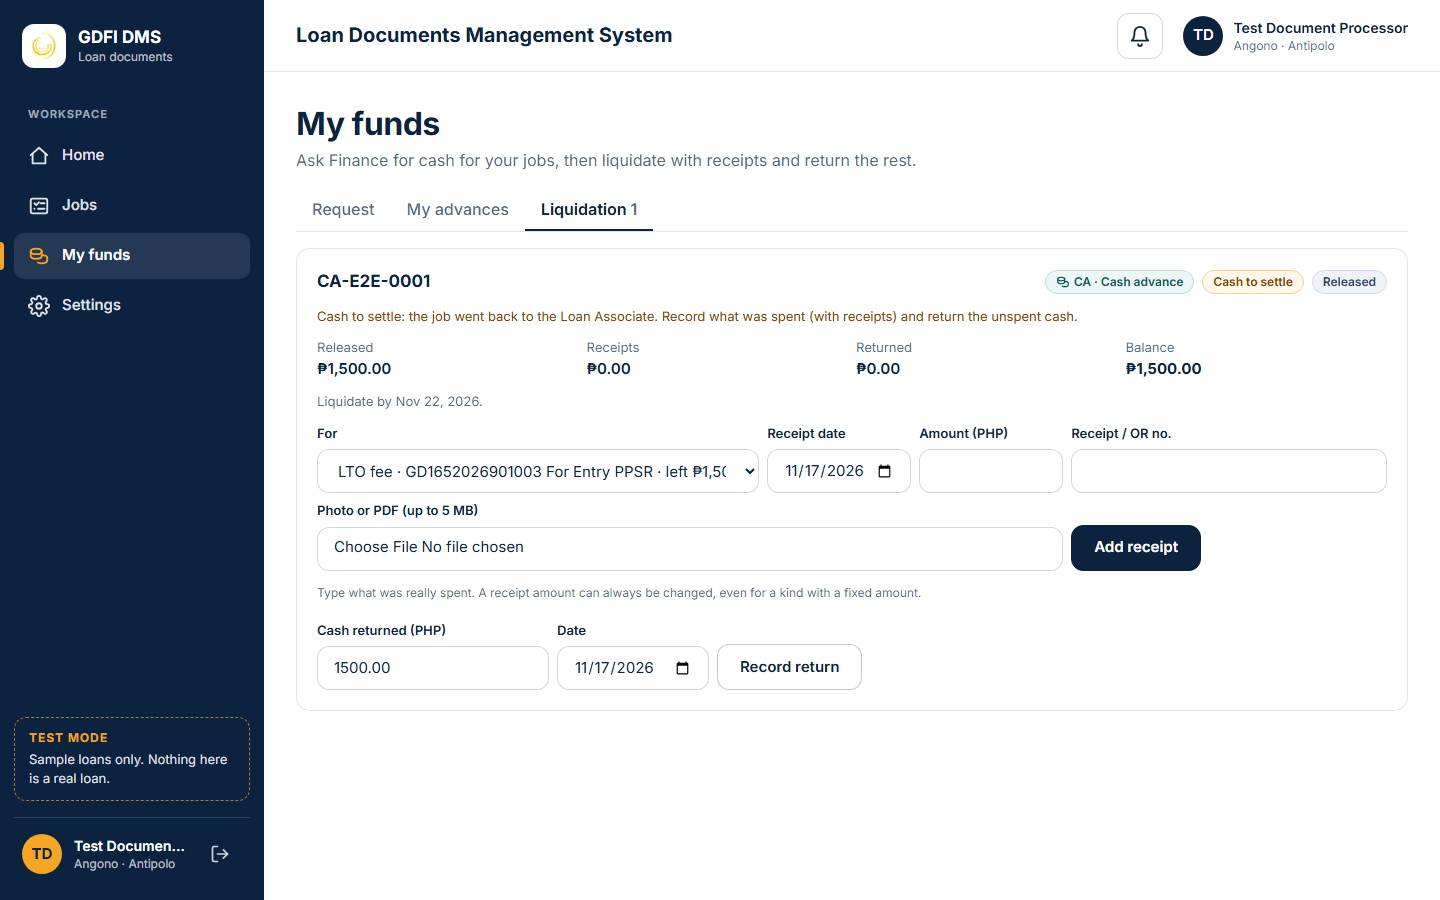 GDFI DMS
Loan documents
WORKSPACE
Home
Jobs
My funds
Settings
TEST MODE
Sample loans only. Nothing here
is a real loan.
TD
Test Documen...
Angono · Antipolo
Loan Documents Management System
TD
Test Document Processor
Angono · Antipolo
My funds
Ask Finance for cash for your jobs, then liquidate with receipts and return the rest.
Request
My advances
Liquidation 1
CA-E2E-0001
CA · Cash advance
Cash to settle
Released
Cash to settle: the job went back to the Loan Associate. Record what was spent (with receipts) and return the unspent cash.
Released
₱1,500.00
Receipts
₱0.00
Returned
₱0.00
Balance
₱1,500.00
Liquidate by Nov 22, 2026.
For
LTO fee · GD1652026901003 For Entry PPSR · left ₱1,50
Receipt date
11/17/2026
Amount (PHP)
Receipt / OR no.
Photo or PDF (up to 5 MB)
Choose File No file chosen
Add receipt
Type what was really spent. A receipt amount can always be changed, even for a kind with a fixed amount.
Cash returned (PHP)
1500.00
Date
11/17/2026
Record return